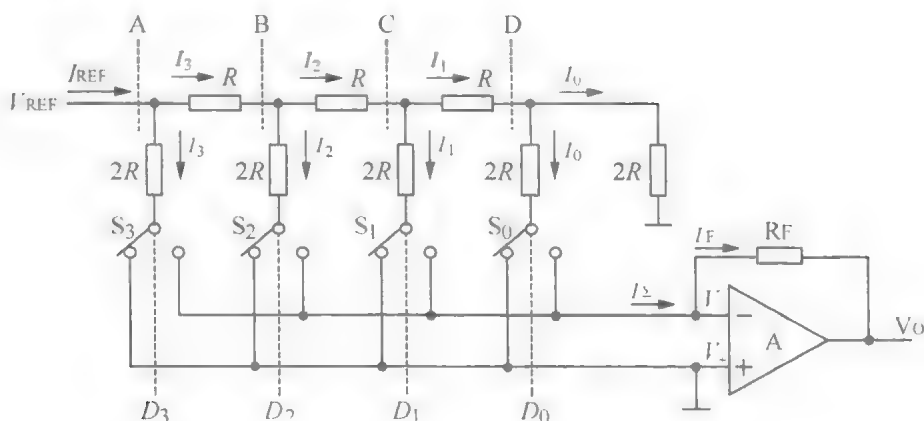 A B C D
I3 R I2 R I1 R I0
IREF
VREF
2R I3 2R I2 2R I1 2R I0 2R
S3 S2 S1 S0
IF RF
IΣ V
− A VO
V
+
D3 D2 D1 D0